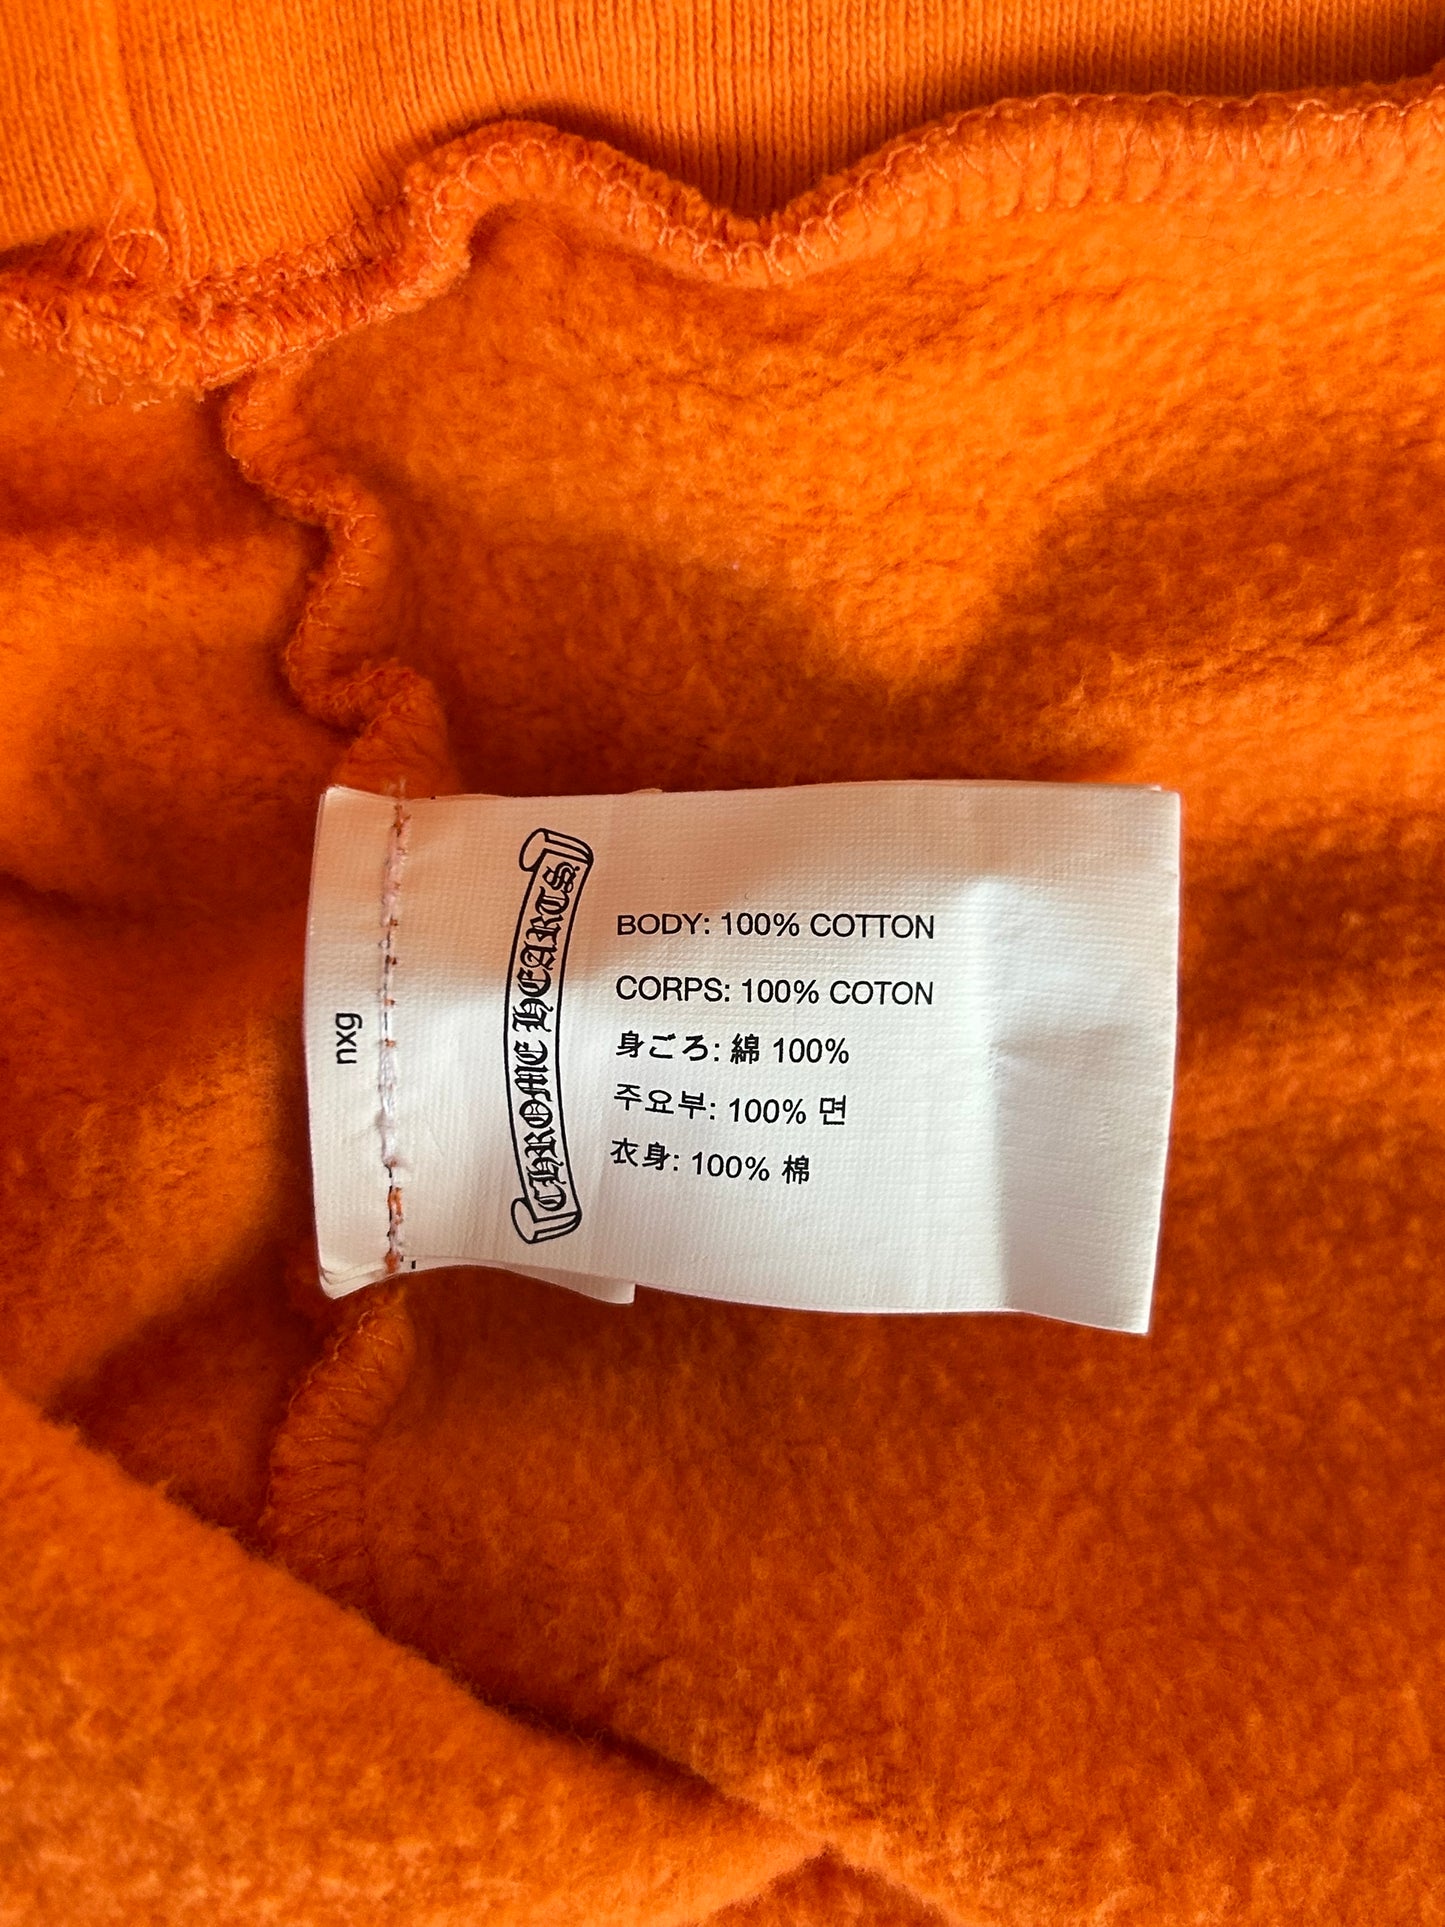 nxg
CHROME HEARTS
BODY: 100% COTTON
CORPS: 100% COTON
身ごろ: 綿 100%
주요부: 100% 면
衣身: 100% 棉